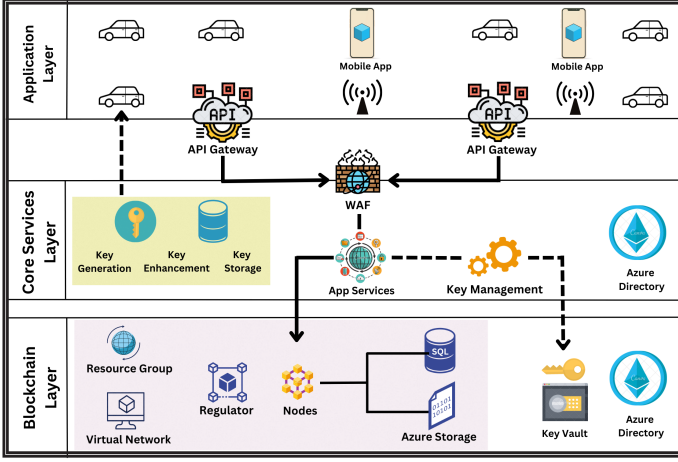 Application
Layer
Mobile App
Mobile App
API
API Gateway
API
API Gateway
WAF
Core Services
Layer
Key
Generation
Key
Enhancement
Key
Storage
App Services
Key Management
Azure
Directory
Blockchain
Layer
Resource Group
Virtual Network
Regulator
Nodes
SQL
01101
10101
Azure Storage
Key Vault
Azure
Directory